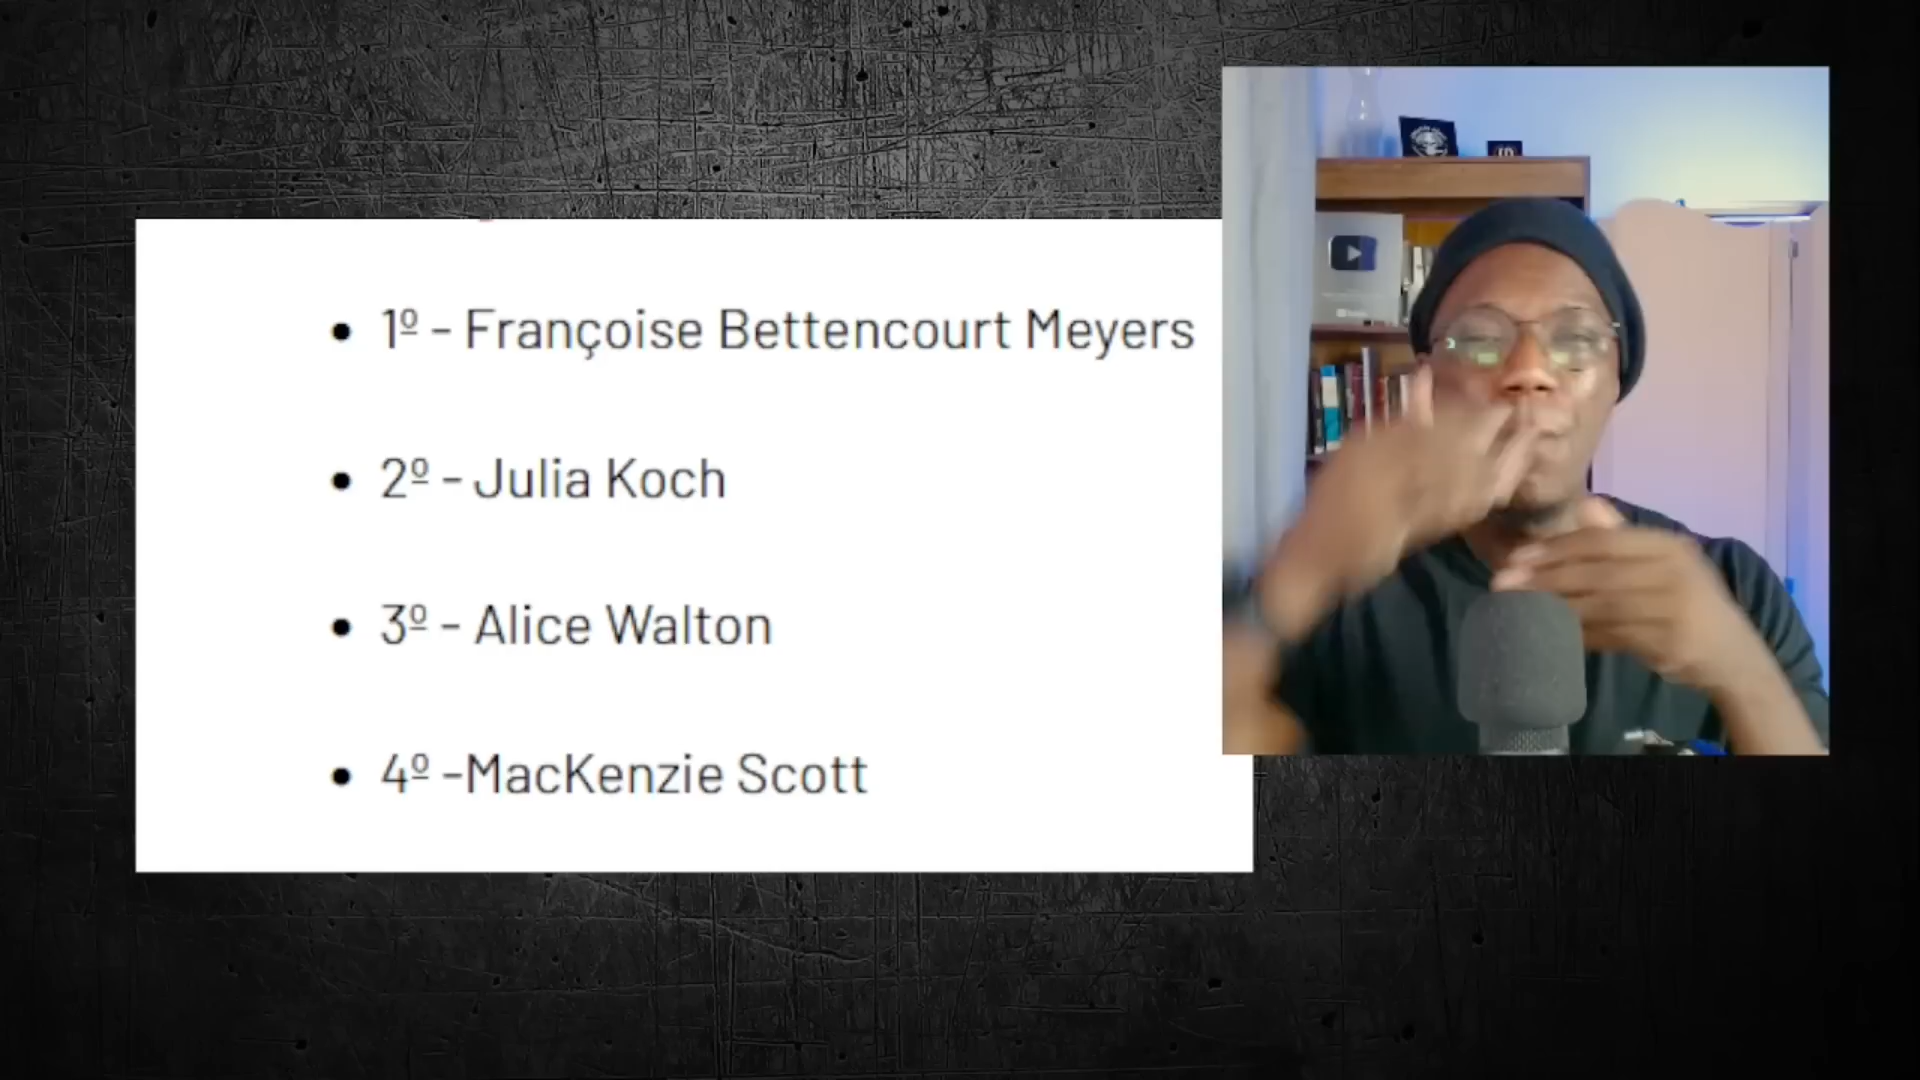 1º - Françoise Bettencourt Meyers
2º - Julia Koch
3º - Alice Walton
4º -MacKenzie Scott